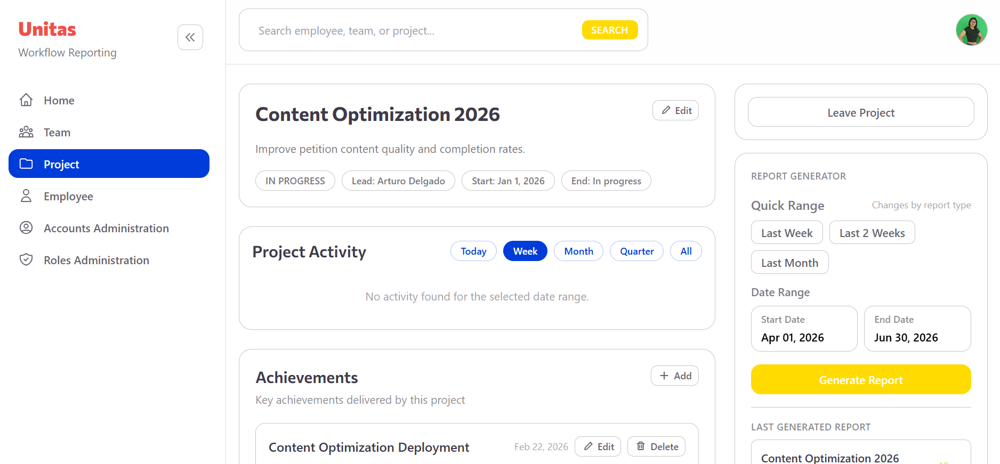 Unitas
Workflow Reporting
Home
Team
Project
Employee
Accounts Administration
Roles Administration
Search employee, team, or project...
SEARCH
Content Optimization 2026
Edit
Improve petition content quality and completion rates.
IN PROGRESS
Lead: Arturo Delgado
Start: Jan 1, 2026
End: In progress
Project Activity
Today
Week
Month
Quarter
All
No activity found for the selected date range.
Achievements
Add
Key achievements delivered by this project
Content Optimization Deployment
Feb 22, 2026
Edit
Delete
Leave Project
REPORT GENERATOR
Quick Range
Changes by report type
Last Week
Last 2 Weeks
Last Month
Date Range
Start Date
Apr 01, 2026
End Date
Jun 30, 2026
Generate Report
LAST GENERATED REPORT
Content Optimization 2026